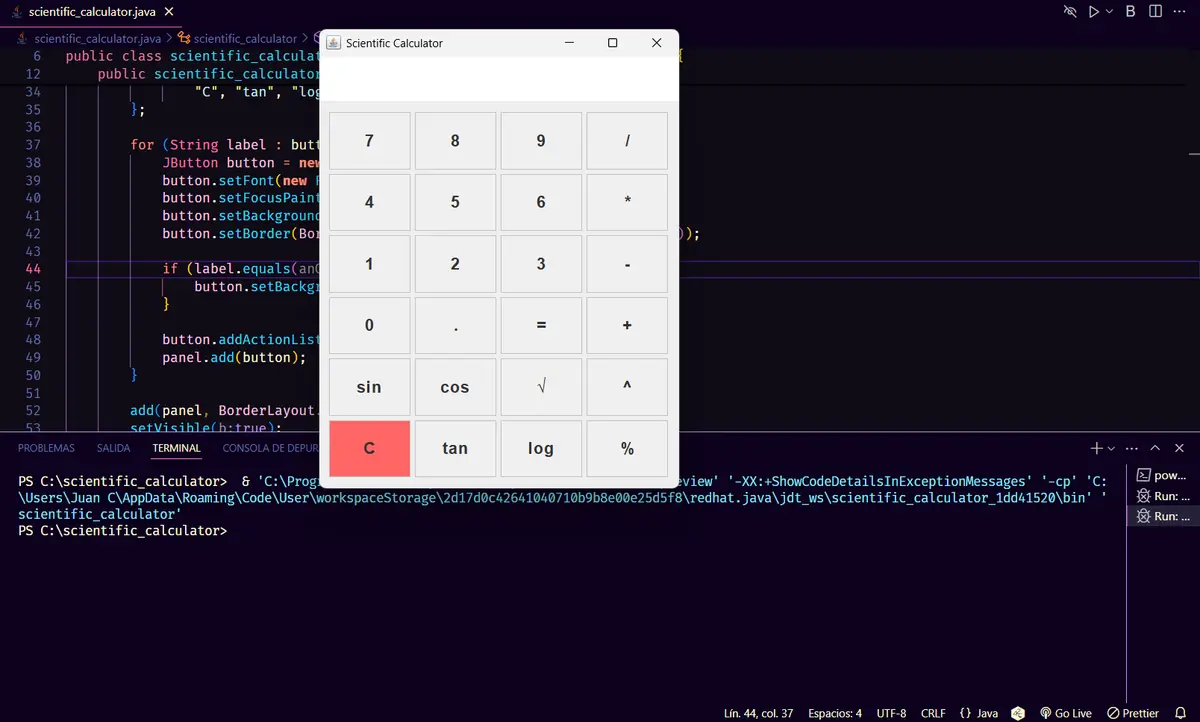 scientific_calculator.java
scientific_calculator.java > scientific_calculator >
6 public class scientific_calculat {
12 public scientific_calculator
34 "C", "tan", "log
35 };
36
37 for (String label : butt
38 JButton button = new
39 button.setFont(new
40 button.setFocusPaint
41 button.setBackground
42 button.setBorder(Bor ));
43
44 if (label.equals(
45 button.setBackgr
46 }
47
48 button.addActionList
49 panel.add(button);
50 }
51
52 add(panel, BorderLayout.
53 setVisible(b:true);
Scientific Calculator
7 8 9 /
4 5 6 *
1 2 3 -
0 . = +
sin cos √ ^
C tan log %
PROBLEMAS SALIDA TERMINAL CONSOLA DE DEPUR
PS C:\scientific_calculator> & 'C:\Prog eview' '-XX:+ShowCodeDetailsInExceptionMessages' '-cp' 'C:
\Users\Juan C\AppData\Roaming\Code\User\workspaceStorage\2d17d0c42641040710b9b8e00e25d5f8\redhat.java\jdt_ws\scientific_calculator_1dd41520\bin' '
scientific_calculator'
PS C:\scientific_calculator>
pow...
Run: ...
Run: ...
Lín. 44, col. 37 Espacios: 4 UTF-8 CRLF {} Java Go Live Prettier